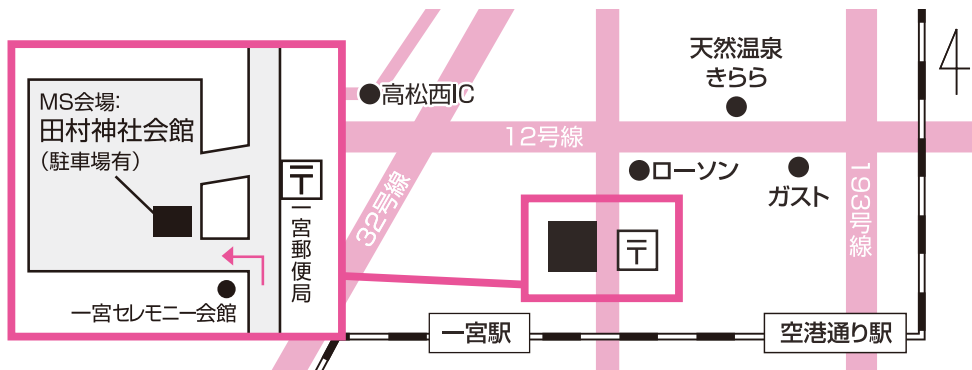 MS会場:
田村神社会館
（駐車場有）
一宮郵便局
一宮セレモニー会館
高松西IC
32号線
12号線
天然温泉
きらら
ローソン
ガスト
193号線
一宮駅
空港通り駅